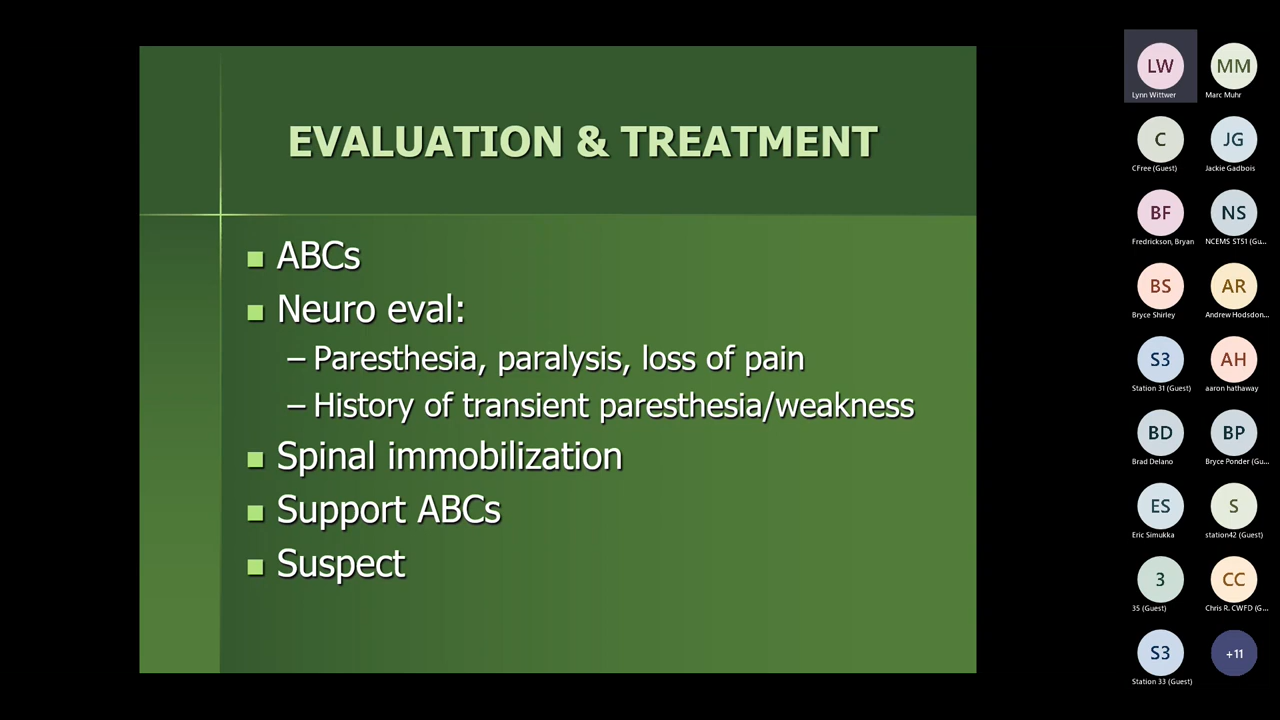 EVALUATION & TREATMENT
ABCs
Neuro eval:
– Paresthesia, paralysis, loss of pain
– History of transient paresthesia/weakness
Spinal immobilization
Support ABCs
Suspect
LW
Lynn Wittwer
MM
Marc Muhr
C
CFree (Guest)
JG
Jackie Gadbois
BF
Fredrickson, Bryan
NS
NCEMS ST51 (Gu...
BS
Bryce Shirley
AR
Andrew Hodsdon...
S3
Station 31 (Guest)
AH
aaron hathaway
BD
Brad Delano
BP
Bryce Ponder (Gu...
ES
Eric Simukka
S
station42 (Guest)
3
35 (Guest)
CC
Chris R. CWFD (G...
S3
Station 33 (Guest)
+11